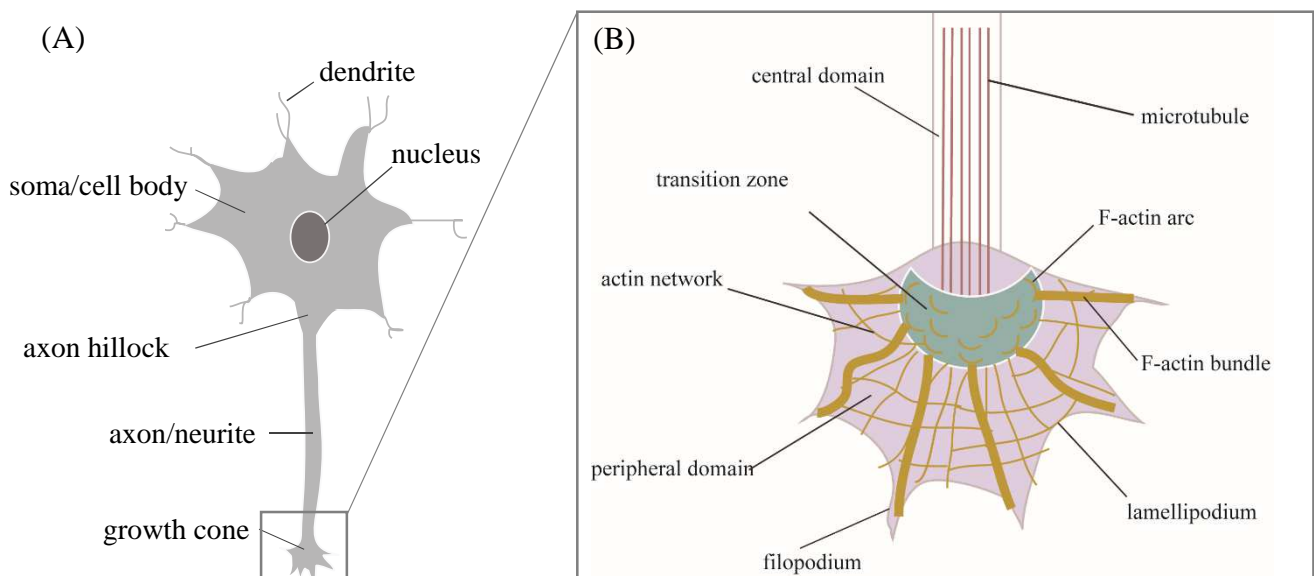 (A)
dendrite
nucleus
soma/cell body
axon hillock
axon/neurite
growth cone
(B)
central domain
microtubule
transition zone
F-actin arc
actin network
F-actin bundle
peripheral domain
lamellipodium
filopodium